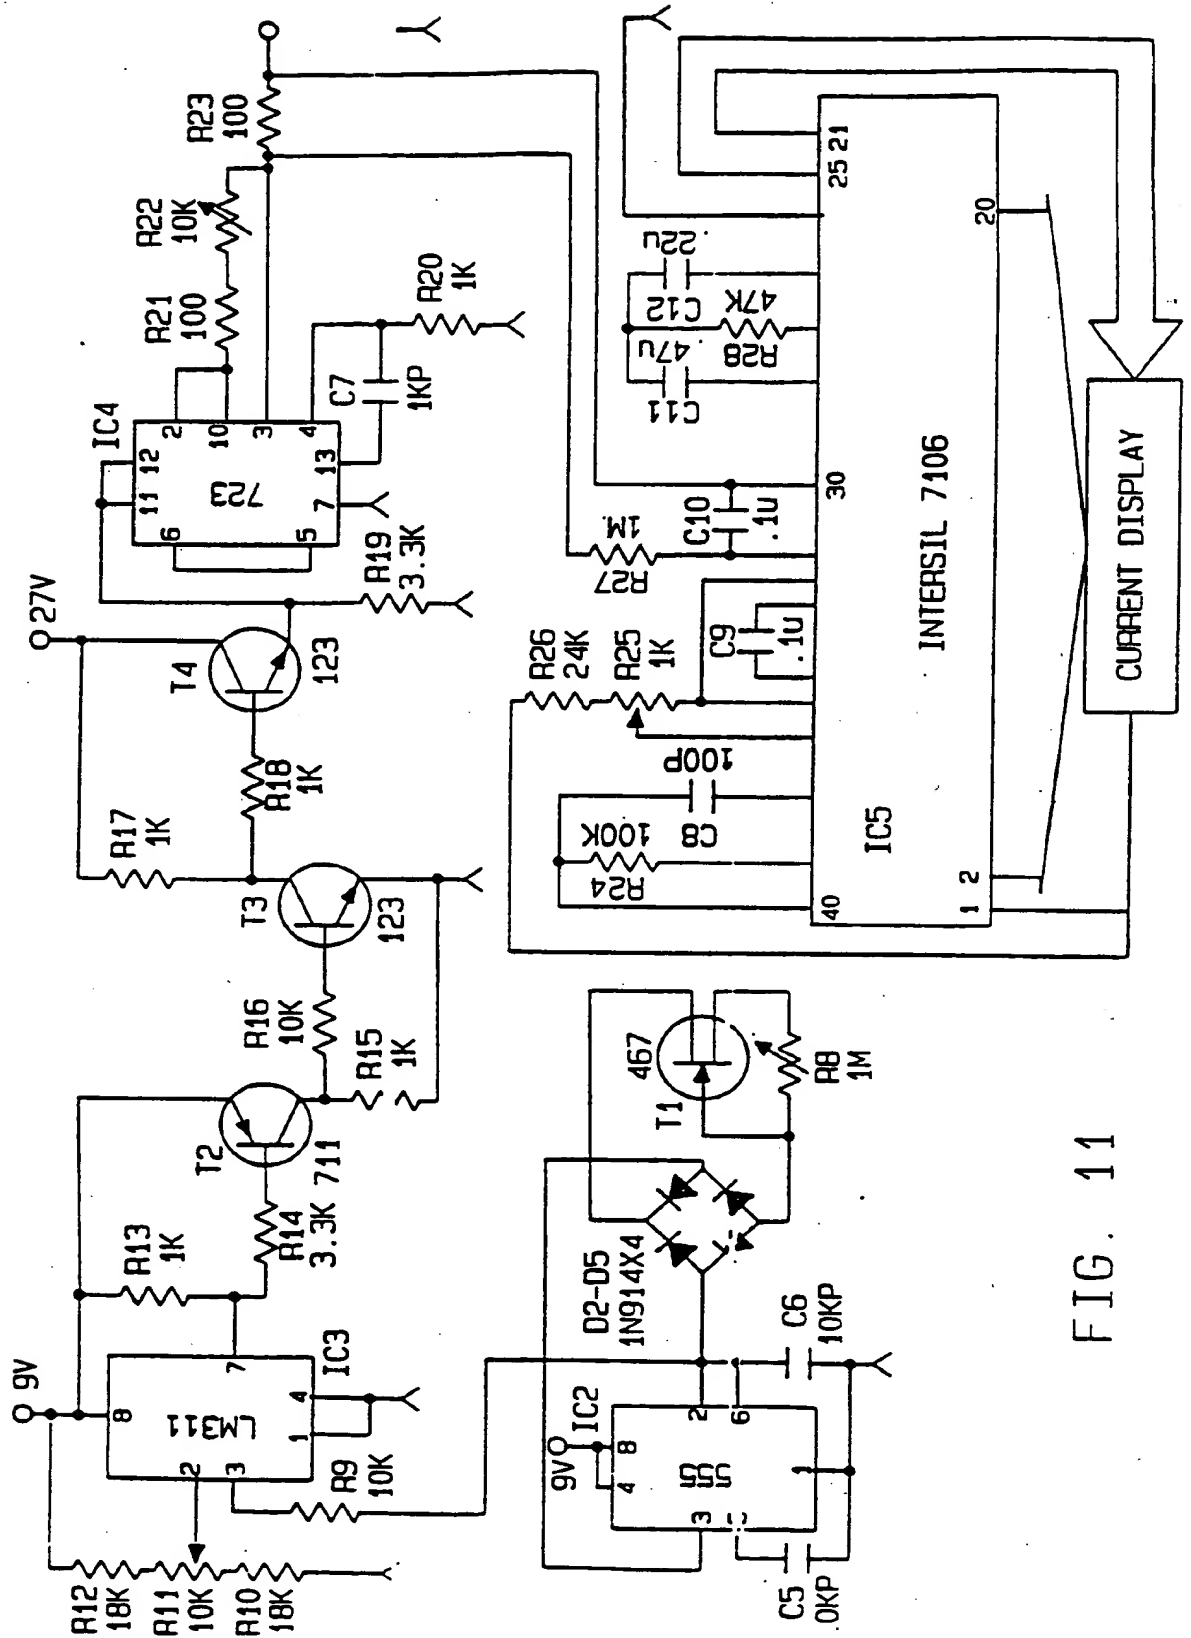 9V
R12
18K
R11
10K
R10
18K
8
LM311
2
3
7
1
4
IC3
R9
10K
R13
1K
R14
3.3K
T2
711
R16
10K
R15
1K
T3
123
R17
1K
R18
1K
27V
T4
123
R19
3.3K
IC4
11
12
6
5
723
2
10
3
4
13
7
C7
1KP
R20
1K
R21
100
R22
10K
R23
100
9V
IC2
8
4
555
3
2
6
1
C5
.0KP
C6
10KP
D2-D5
1N914X4
T1
467
R8
1M
R24
100K
C8
100P
R26
24K
R25
1K
C9
.1u
R27
1M
C10
.1u
C11
.47u
R28
47K
C12
.22u
40
30
25
21
IC5
INTERSIL 7106
1
2
20
CURRENT DISPLAY
FIG. 11